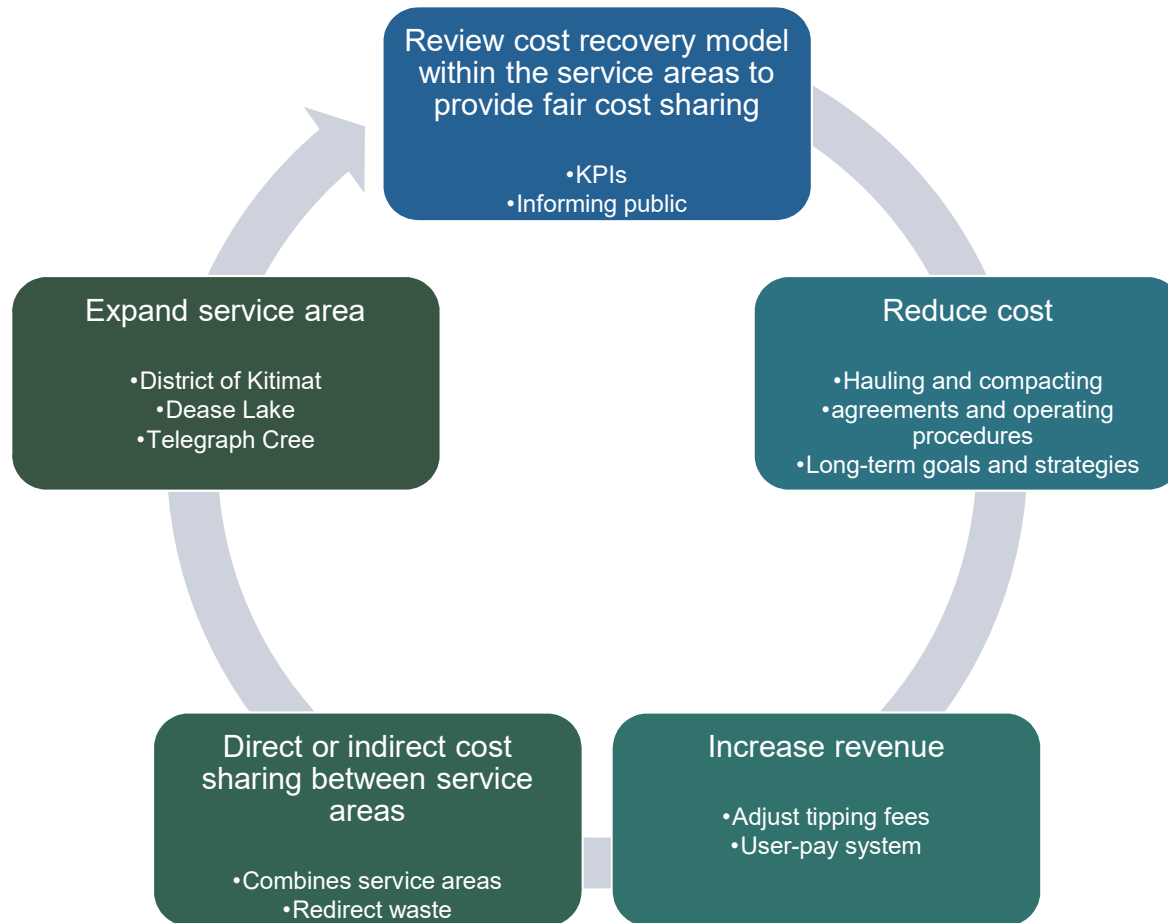 Review cost recovery model
within the service areas to
provide fair cost sharing
•KPIs
•Informing public
Reduce cost
•Hauling and compacting
•agreements and operating
procedures
•Long-term goals and strategies
Increase revenue
•Adjust tipping fees
•User-pay system
Direct or indirect cost
sharing between service
areas
•Combines service areas
•Redirect waste
Expand service area
•District of Kitimat
•Dease Lake
•Telegraph Cree